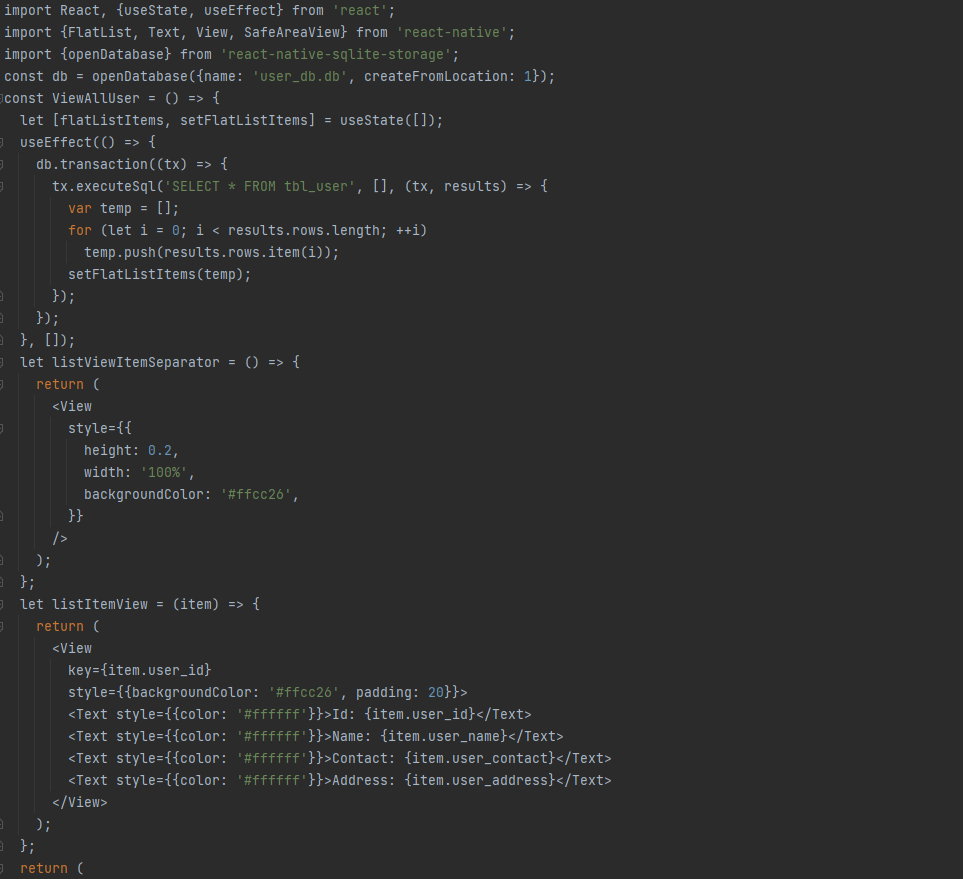 import React, {useState, useEffect} from 'react';
import {FlatList, Text, View, SafeAreaView} from 'react-native';
import {openDatabase} from 'react-native-sqlite-storage';
const db = openDatabase({name: 'user_db.db', createFromLocation: 1});
const ViewAllUser = () => {
  let [flatListItems, setFlatListItems] = useState([]);
  useEffect(() => {
    db.transaction((tx) => {
      tx.executeSql('SELECT * FROM tbl_user', [], (tx, results) => {
        var temp = [];
        for (let i = 0; i < results.rows.length; ++i)
          temp.push(results.rows.item(i));
        setFlatListItems(temp);
      });
    });
  }, []);
  let listViewItemSeparator = () => {
    return (
      <View
        style={{
          height: 0.2,
          width: '100%',
          backgroundColor: '#ffcc26',
        }}
      />
    );
  };
  let listItemView = (item) => {
    return (
      <View
        key={item.user_id}
        style={{backgroundColor: '#ffcc26', padding: 20}}>
        <Text style={{color: '#ffffff'}}>Id: {item.user_id}</Text>
        <Text style={{color: '#ffffff'}}>Name: {item.user_name}</Text>
        <Text style={{color: '#ffffff'}}>Contact: {item.user_contact}</Text>
        <Text style={{color: '#ffffff'}}>Address: {item.user_address}</Text>
      </View>
    );
  };
  return (